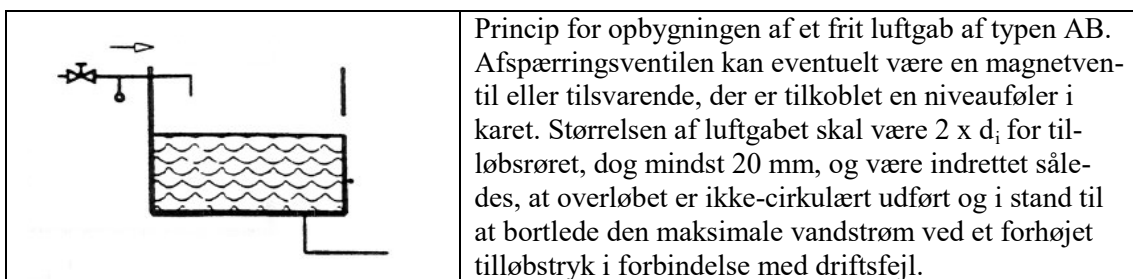 Princip for opbygningen af et frit luftgab af typen AB.
Afspærringsventilen kan eventuelt være en magnetven-
til eller tilsvarende, der er tilkoblet en niveauføler i
karet. Størrelsen af luftgabet skal være 2 x di for til-
løbsrøret, dog mindst 20 mm, og være indrettet såle-
des, at overløbet er ikke-cirkulært udført og i stand til
at bortlede den maksimale vandstrøm ved et forhøjet
tilløbstryk i forbindelse med driftsfejl.